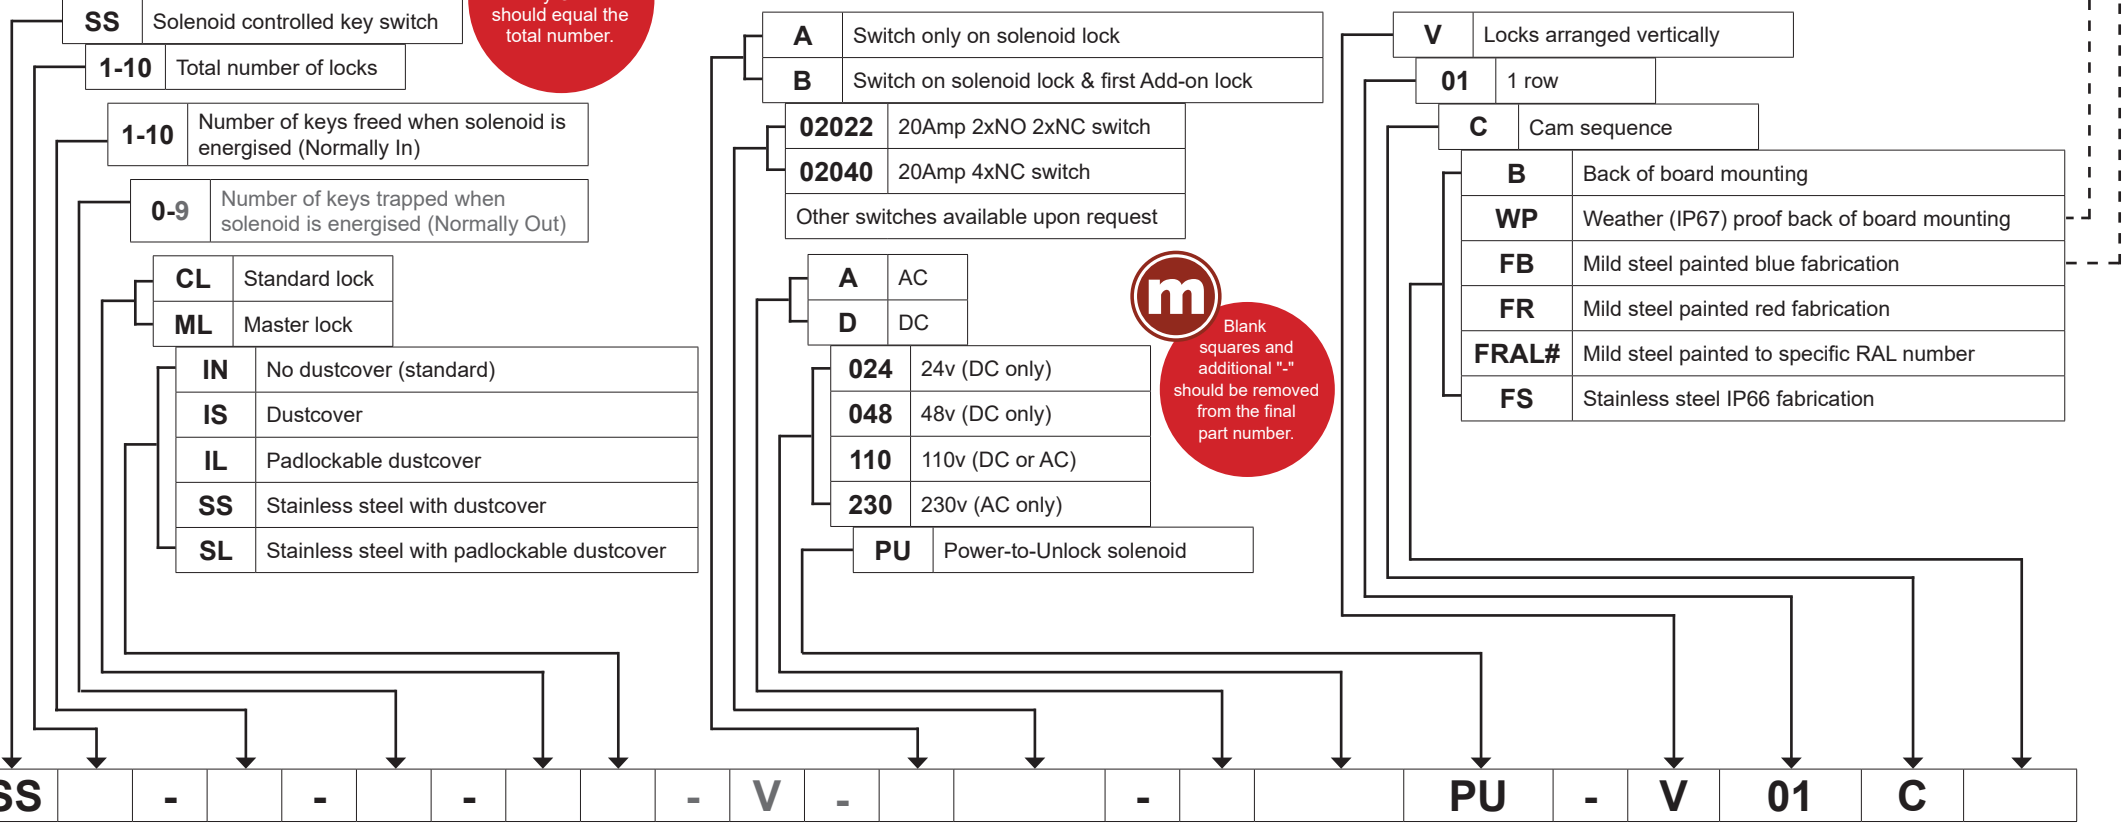 SS Solenoid controlled key switch
should equal the
total number.
1-10 Total number of locks
1-10 Number of keys freed when solenoid is
energised (Normally In)
0-9 Number of keys trapped when
solenoid is energised (Normally Out)
CL Standard lock
ML Master lock
IN No dustcover (standard)
IS Dustcover
IL Padlockable dustcover
SS Stainless steel with dustcover
SL Stainless steel with padlockable dustcover
A Switch only on solenoid lock
B Switch on solenoid lock & first Add-on lock
02022 20Amp 2xNO 2xNC switch
02040 20Amp 4xNC switch
Other switches available upon request
A AC
D DC
024 24v (DC only)
048 48v (DC only)
110 110v (DC or AC)
230 230v (AC only)
PU Power-to-Unlock solenoid
m
Blank
squares and
additional "-"
should be removed
from the final
part number.
V Locks arranged vertically
01 1 row
C Cam sequence
B Back of board mounting
WP Weather (IP67) proof back of board mounting
FB Mild steel painted blue fabrication
FR Mild steel painted red fabrication
FRAL# Mild steel painted to specific RAL number
FS Stainless steel IP66 fabrication
SS - - - - V - - PU - V 01 C